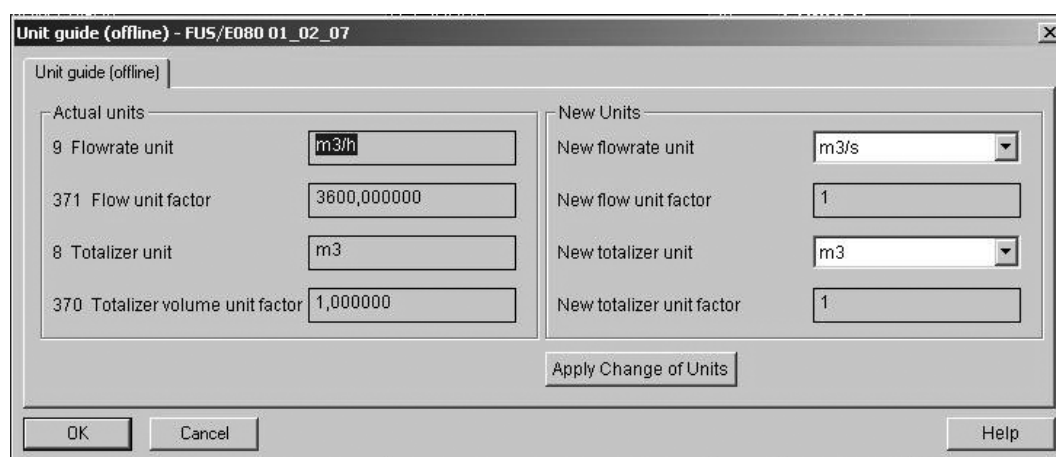 Unit guide (offline) - FUS/E080 01_02_07
Unit guide (offline)
Actual units
9 Flowrate unit m3/h
371 Flow unit factor 3600,000000
8 Totalizer unit m3
370 Totalizer volume unit factor 1,000000
New Units
New flowrate unit m3/s
New flow unit factor 1
New totalizer unit m3
New totalizer unit factor 1
Apply Change of Units
OK Cancel Help